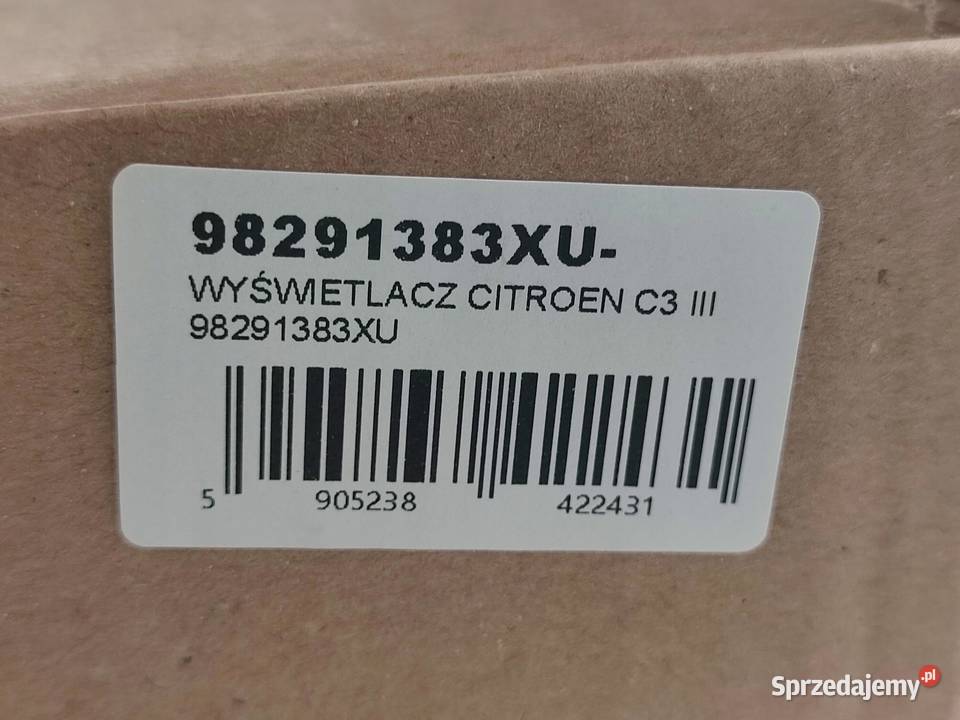 98291383XU-
WYŚWIETLACZ CITROEN C3 III
98291383XU
5 905238 422431
Sprzedajemy.pl